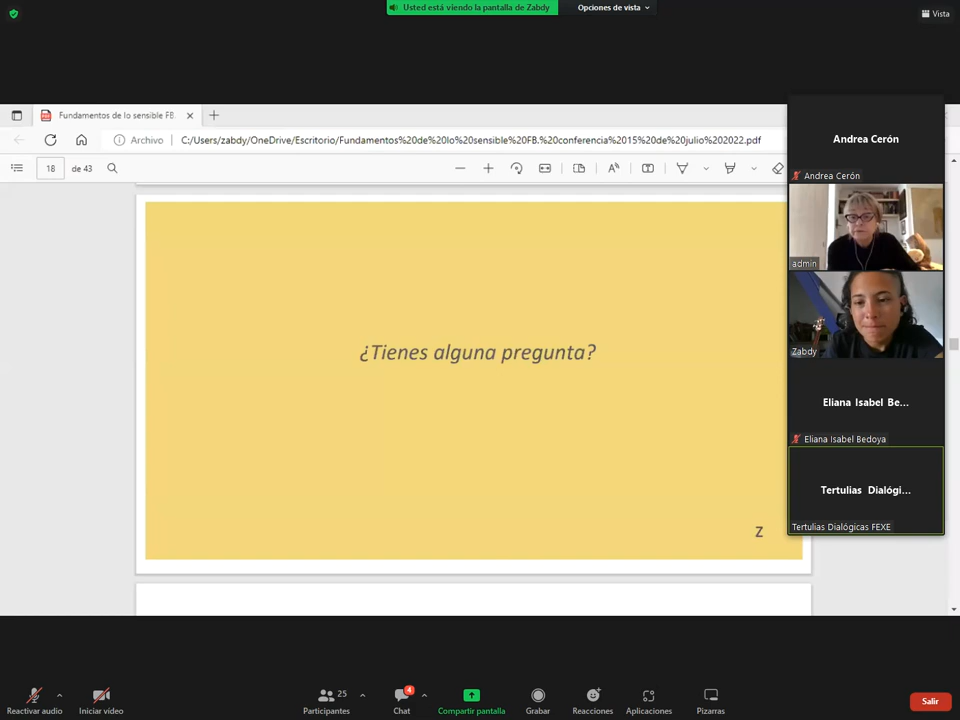 Usted está viendo la pantalla de Zabdy
Opciones de vista
Vista
Fundamentos de lo sensible FB.
Archivo
C:/Users/zabdy/OneDrive/Escritorio/Fundamentos%20de%20lo%20sensible%20FB.%20conferencia%2015%20de%20julio%202022.pdf
18 de 43
¿Tienes alguna pregunta?
Z
Andrea Cerón
Andrea Cerón
admin
Zabdy
Eliana Isabel Be...
Eliana Isabel Bedoya
Tertulias Dialógi...
Tertulias Dialógicas FEXE
Reactivar audio
Iniciar vídeo
25
Participantes
4
Chat
Compartir pantalla
Grabar
Reacciones
Aplicaciones
Pizarras
Salir